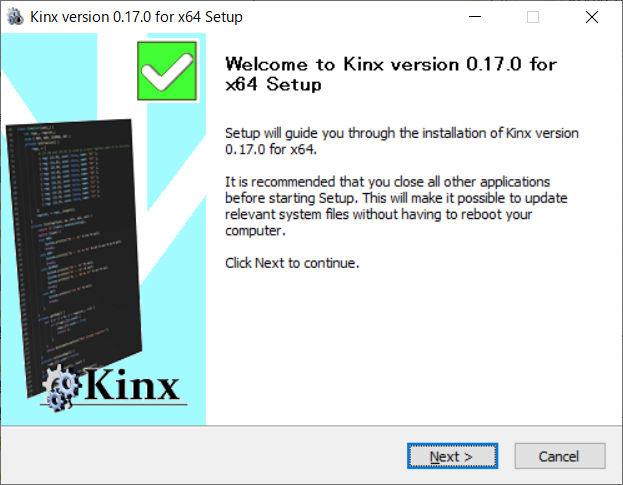 Kinx version 0.17.0 for x64 Setup
Welcome to Kinx version 0.17.0 for
x64 Setup
Setup will guide you through the installation of Kinx version
0.17.0 for x64.
It is recommended that you close all other applications
before starting Setup. This will make it possible to update
relevant system files without having to reboot your
computer.
Click Next to continue.
Kinx
Next >
Cancel